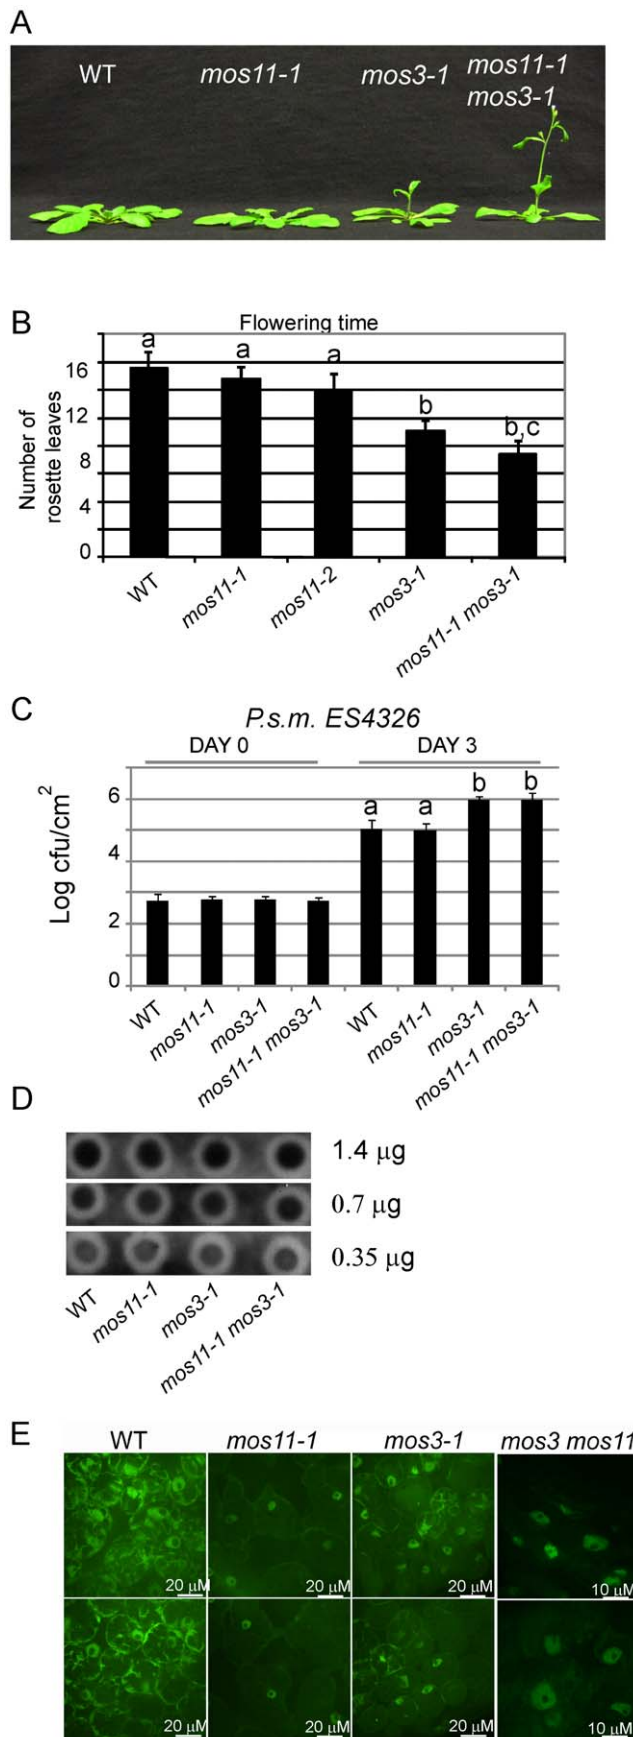 A
WT mos11-1 mos3-1 mos11-1
mos3-1
B
Flowering time
a a a b b,c
Number of
rosette leaves
16
12
8
4
0
WT mos11-1 mos11-2 mos3-1 mos11-1 mos3-1
C
P.s.m. ES4326
DAY 0 DAY 3
a a b b
Log cfu/cm²
6
4
2
0
WT mos11-1 mos3-1 mos11-1 mos3-1 WT mos11-1 mos3-1 mos11-1 mos3-1
D
1.4 µg
0.7 µg
0.35 µg
WT mos11-1 mos3-1 mos11-1 mos3-1
E
WT mos11-1 mos3-1 mos3 mos11
20 µM 20 µM 20 µM 10 µM
20 µM 20 µM 20 µM 10 µM